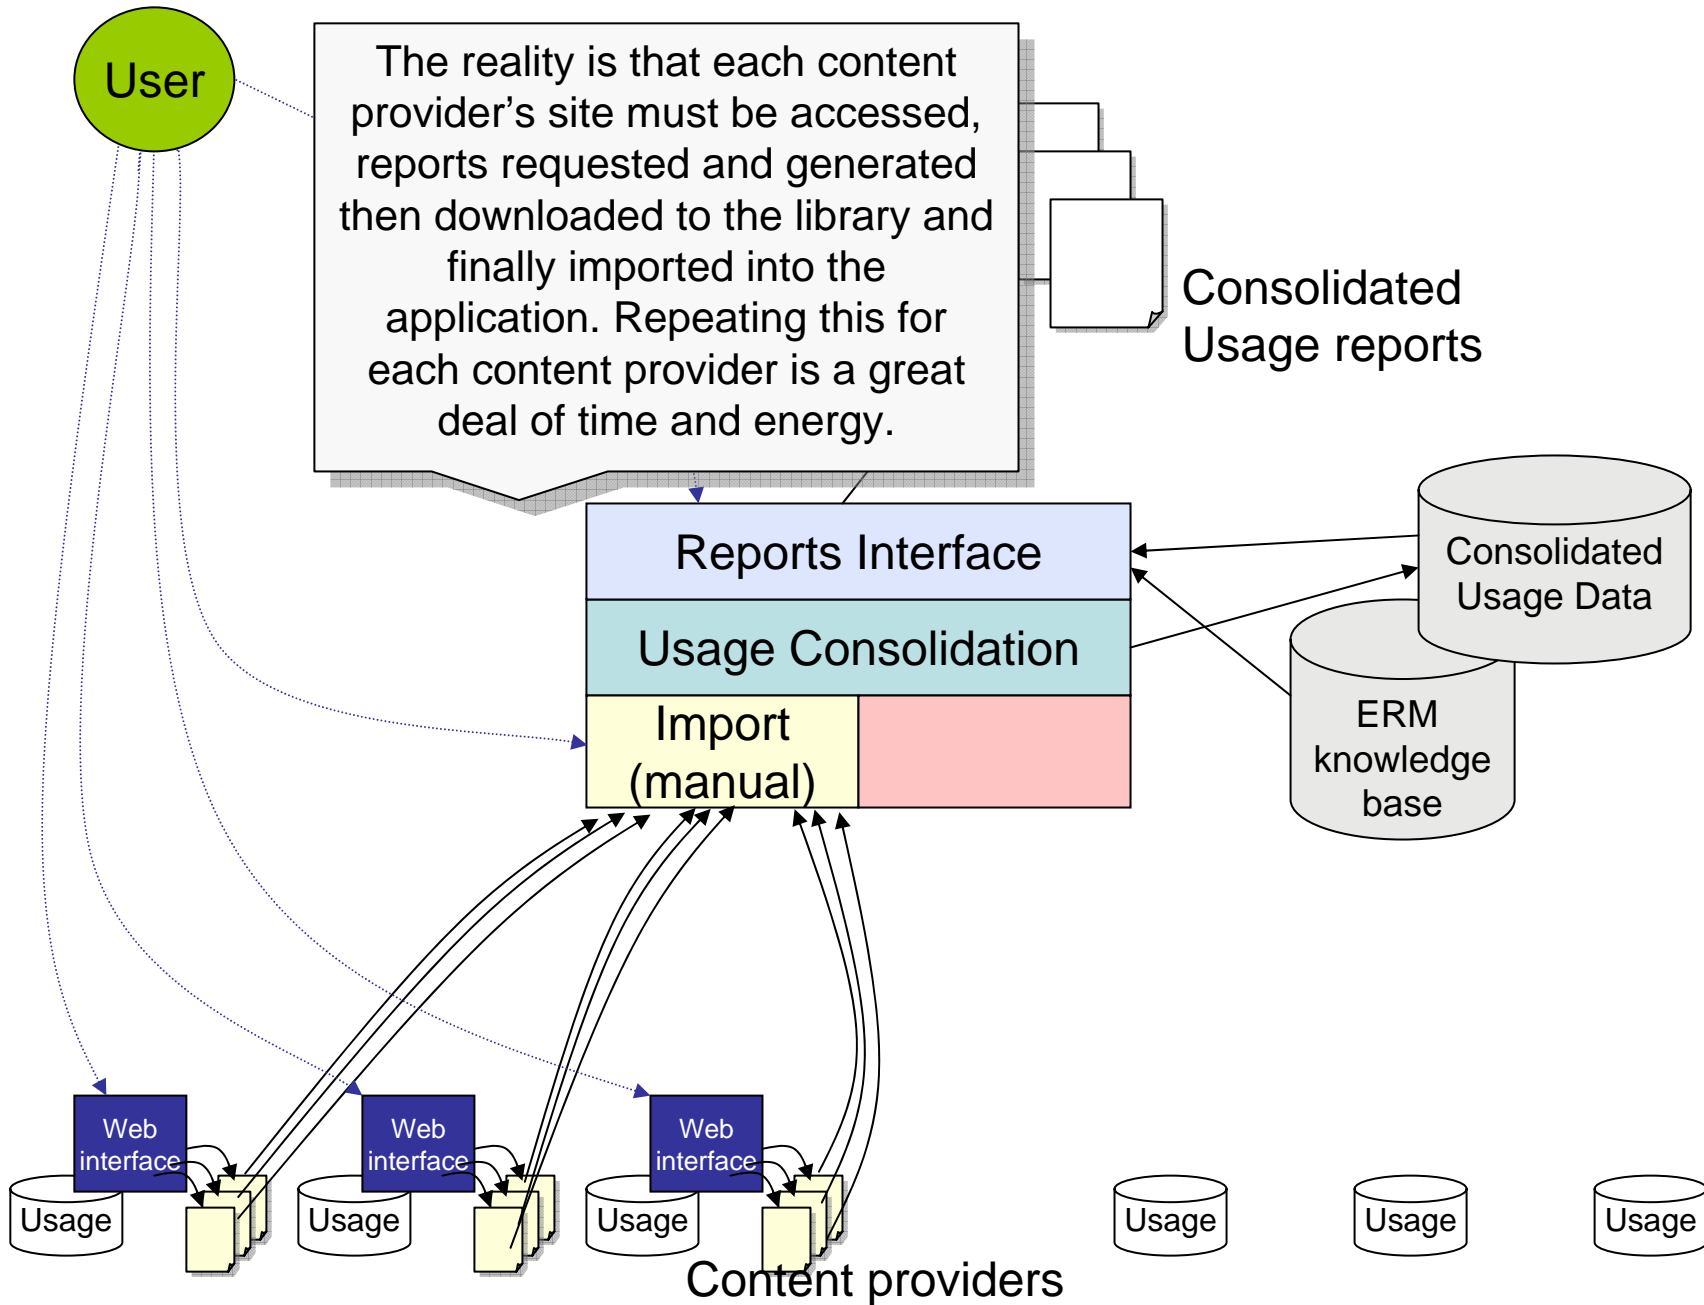 User
The reality is that each content
provider’s site must be accessed,
reports requested and generated
then downloaded to the library and
finally imported into the
application. Repeating this for
each content provider is a great
deal of time and energy.
Consolidated
Usage reports
Reports Interface
Usage Consolidation
Import
(manual)
Consolidated
Usage Data
ERM
knowledge
base
Web
interface
Usage
Web
interface
Usage
Web
interface
Usage
Usage
Usage
Usage
Content providers